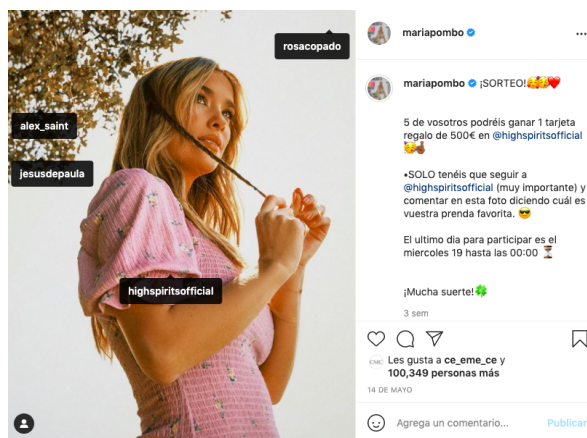 rosacopado
alex_saint
jesusdepaula
highspiritsofficial
mariapombo
...
mariapombo ¡SORTEO!🥰🥰❤️
5 de vosotros podréis ganar 1 tarjeta
regalo de 500€ en @highspiritsofficial
•SOLO tenéis que seguir a
@highspiritsofficial (muy importante) y
comentar en esta foto diciendo cuál es
vuestra prenda favorita. 😎
El ultimo dia para participar es el
miercoles 19 hasta las 00:00 ⏳
¡Mucha suerte!🍀
3 sem
Les gusta a ce_eme_ce y
100,349 personas más
14 DE MAYO
Agrega un comentario...
Publicar